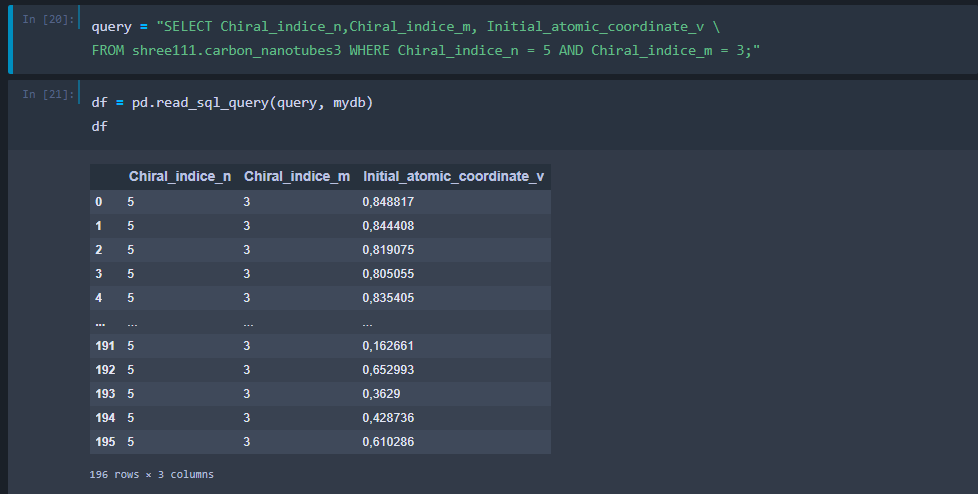 In [20]:
query = "SELECT Chiral_indice_n,Chiral_indice_m, Initial_atomic_coordinate_v \
FROM shree111.carbon_nanotubes3 WHERE Chiral_indice_n = 5 AND Chiral_indice_m = 3;"
In [21]:
df = pd.read_sql_query(query, mydb)
df
Chiral_indice_n Chiral_indice_m Initial_atomic_coordinate_v
0 5 3 0,848817
1 5 3 0,844408
2 5 3 0,819075
3 5 3 0,805055
4 5 3 0,835405
... ... ... ...
191 5 3 0,162661
192 5 3 0,652993
193 5 3 0,3629
194 5 3 0,428736
195 5 3 0,610286
196 rows × 3 columns